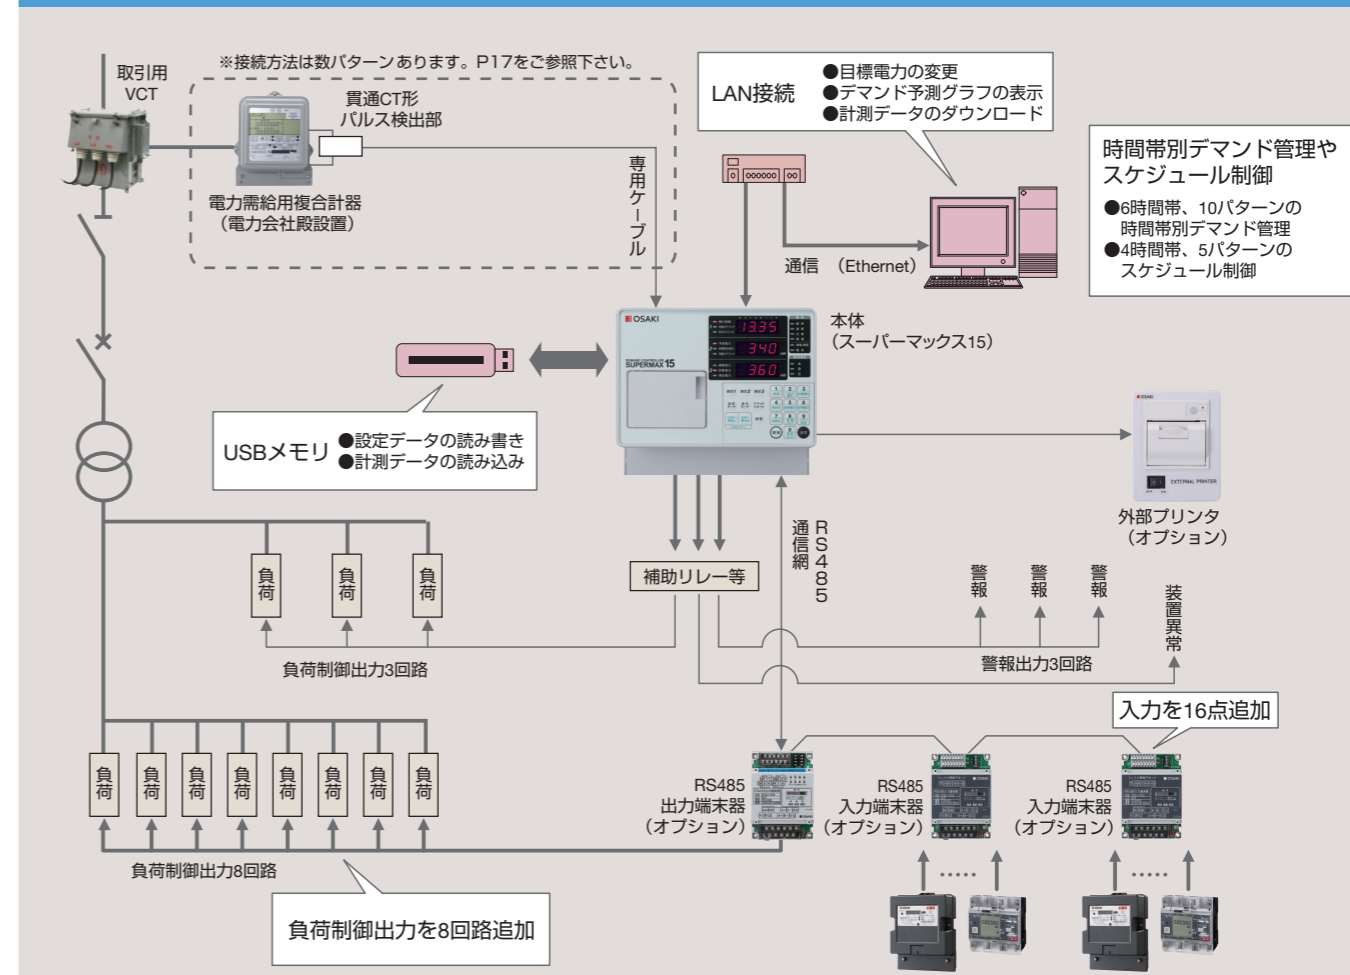 ※接続方法は数パターンあります。P17をご参照下さい。
取引用
VCT
貫通CT形
パルス検出部
電力需給用複合計器
（電力会社殿設置）
専用ケーブル
LAN接続
●目標電力の変更
●デマンド予測グラフの表示
●計測データのダウンロード
時間帯別デマンド管理や
スケジュール制御
●6時間帯、10パターンの
時間帯別デマンド管理
●4時間帯、5パターンの
スケジュール制御
通信　（Ethernet）
本体
（スーパーマックス15）
OSAKI
13.35
340
360
SUPERMAX 15
USBメモリ
●設定データの読み書き
●計測データの読み込み
OSAKI
EXTERNAL PRINTER
外部プリンタ
（オプション）
RS485
通信網
補助リレー等
負荷
負荷
負荷
負荷制御出力3回路
警報
警報
警報
警報出力3回路
装置異常
入力を16点追加
負荷
負荷
負荷
負荷
負荷
負荷
負荷
負荷
負荷制御出力8回路
負荷制御出力を8回路追加
RS485
出力端末器
（オプション）
RS485
入力端末器
（オプション）
RS485
入力端末器
（オプション）